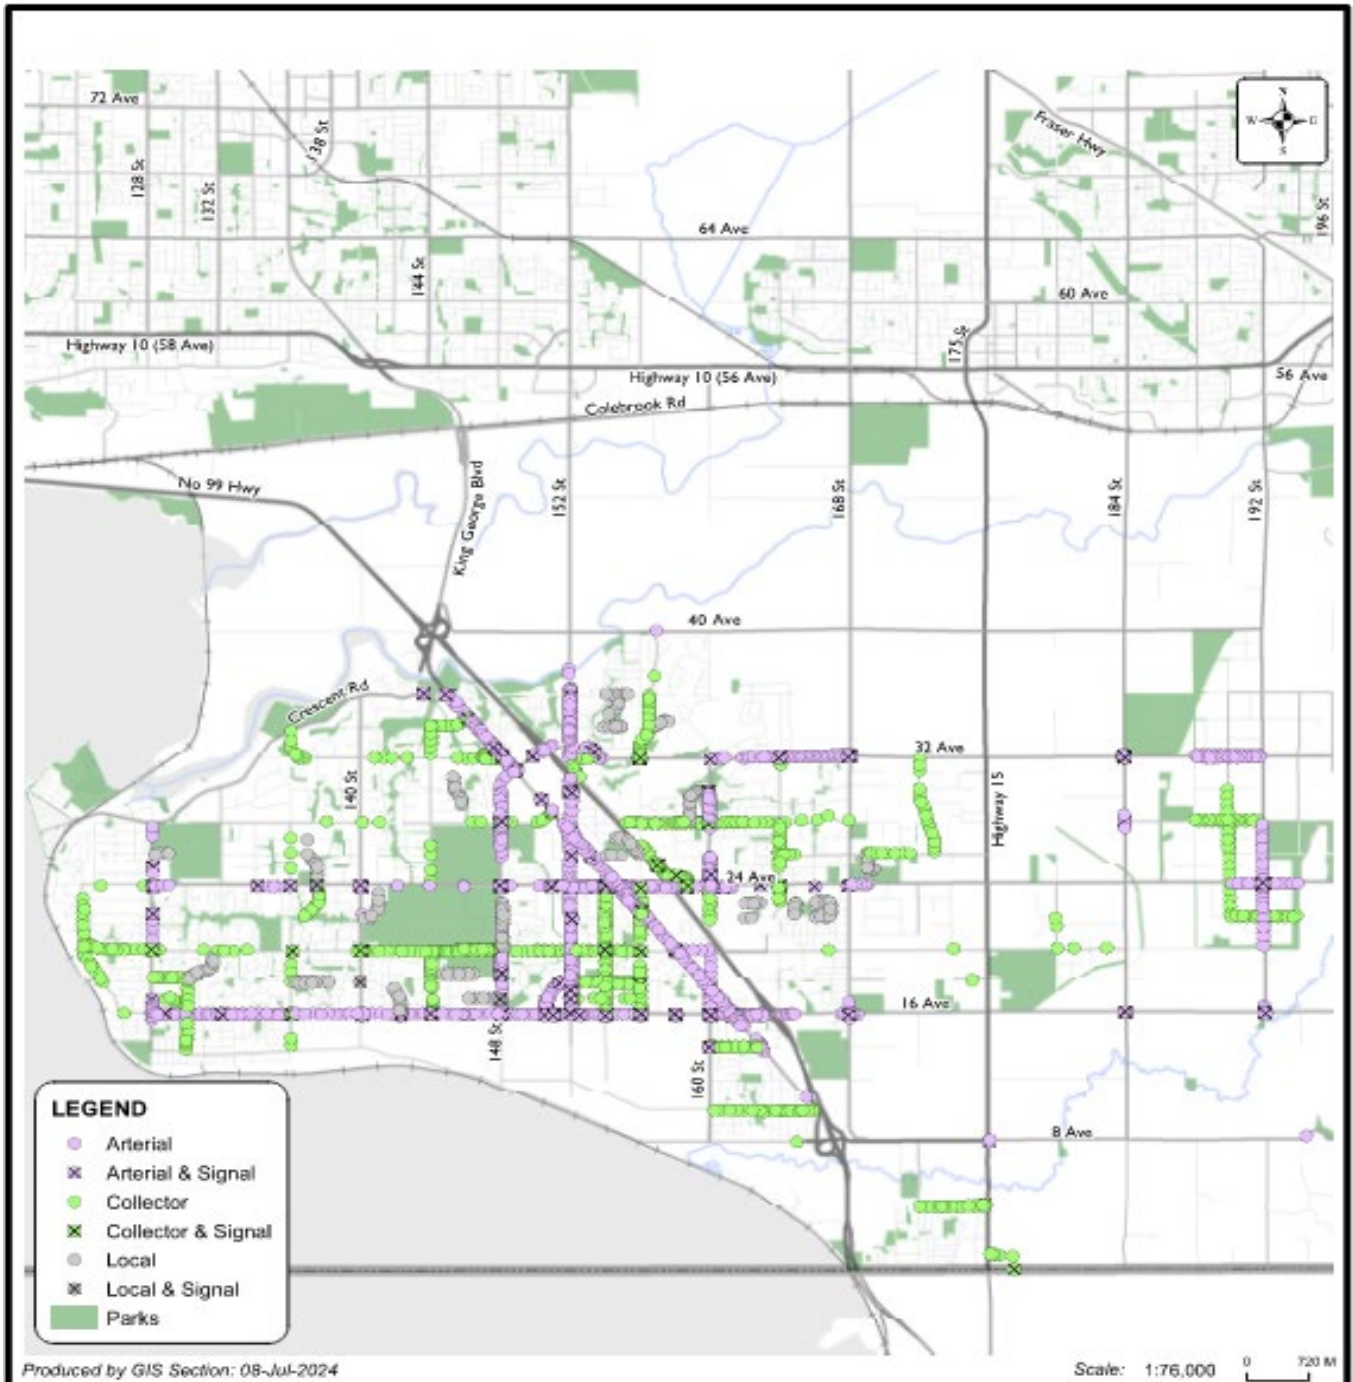 72 Ave
138 St
Fraser Hwy
N
W E
S
128 St
132 St
196 St
64 Ave
144 St
60 Ave
175 St
Highway 10 (58 Ave)
Highway 10 (56 Ave)
56 Ave
Colebrook Rd
No 99 Hwy
King George Blvd
152 St
168 St
184 St
192 St
40 Ave
Crescent Rd
32 Ave
140 St
Highway 15
24 Ave
16 Ave
148 St
160 St
8 Ave
LEGEND
Arterial
Arterial & Signal
Collector
Collector & Signal
Local
Local & Signal
Parks
Produced by GIS Section: 08-Jul-2024
Scale: 1:76,000
0 720 M